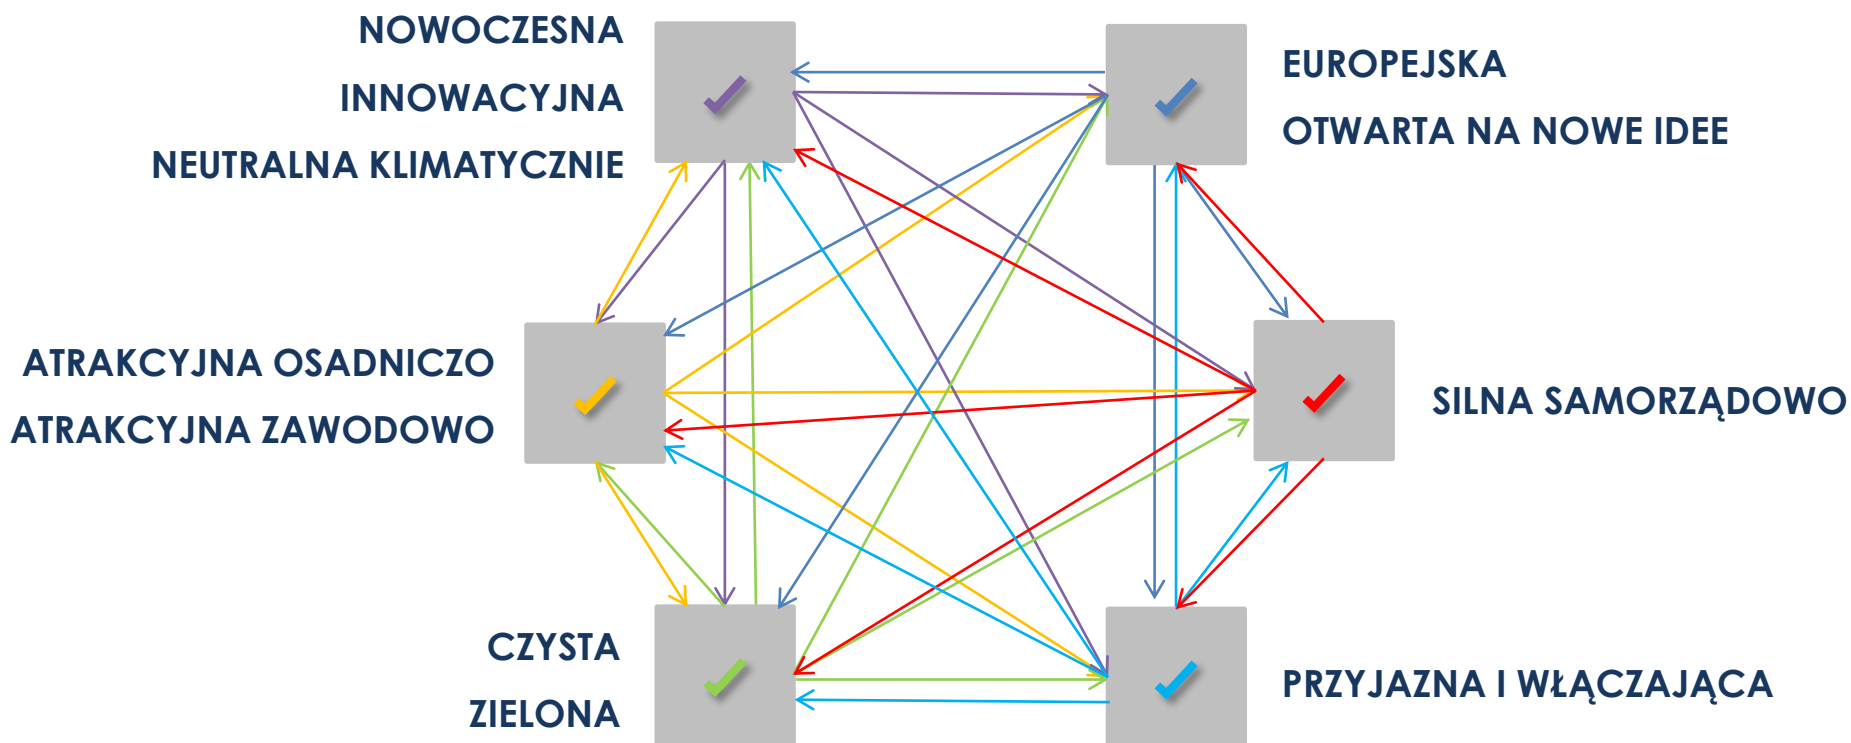 NOWOCZESNA
INNOWACYJNA
NEUTRALNA KLIMATYCZNIE
EUROPEJSKA
OTWARTA NA NOWE IDEE
ATRAKCYJNA OSADNICZO
ATRAKCYJNA ZAWODOWO
SILNA SAMORZĄDOWO
CZYSTA
ZIELONA
PRZYJAZNA I WŁĄCZAJĄCA